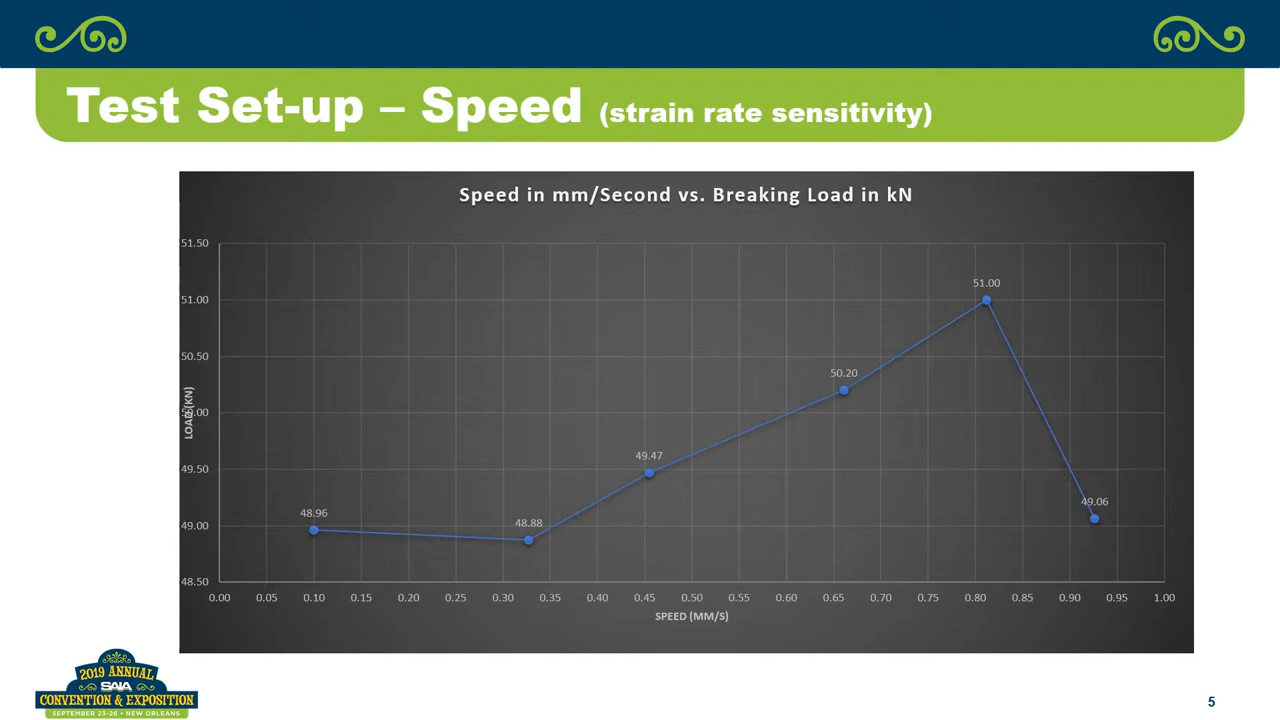 Test Set-up – Speed (strain rate sensitivity)
Speed in mm/Second vs. Breaking Load in kN
51.50
51.00
50.50
50.00
49.50
49.00
48.50
LOAD (KN)
48.96
48.88
49.47
50.20
51.00
49.06
0.00 0.05 0.10 0.15 0.20 0.25 0.30 0.35 0.40 0.45 0.50 0.55 0.60 0.65 0.70 0.75 0.80 0.85 0.90 0.95 1.00
SPEED (MM/S)
2019 ANNUAL
SAIA
CONVENTION & EXPOSITION
SEPTEMBER 23-26 • NEW ORLEANS
5